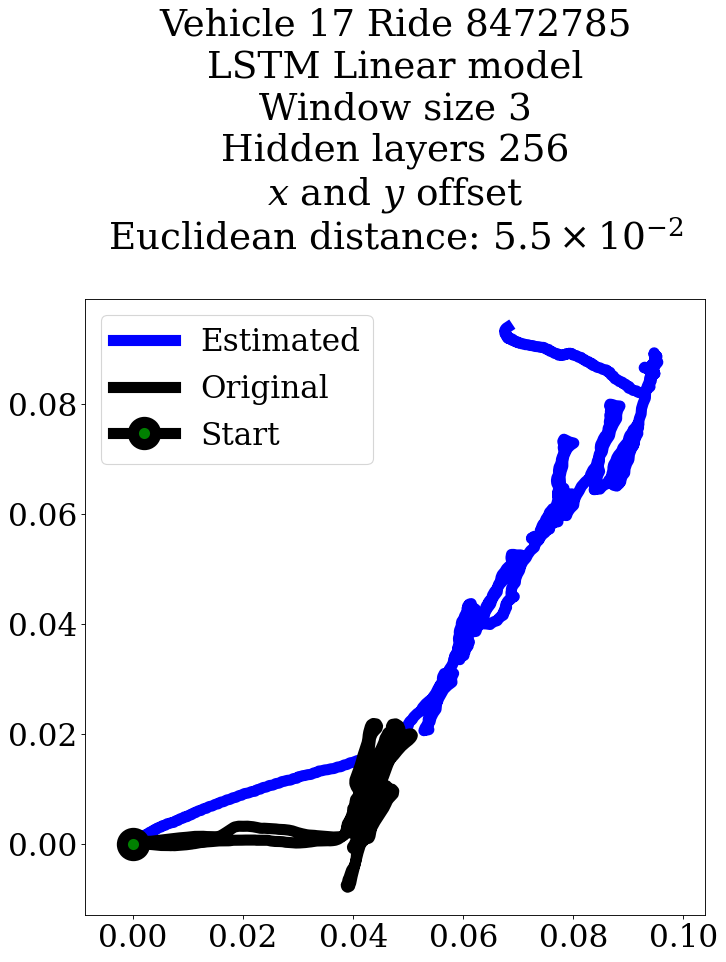 Vehicle 17 Ride 8472785
LSTM Linear model
Window size 3
Hidden layers 256
x and y offset
Euclidean distance: 5.5 × 10⁻²
Estimated
Original
Start
0.08
0.06
0.04
0.02
0.00
0.00 0.02 0.04 0.06 0.08 0.10